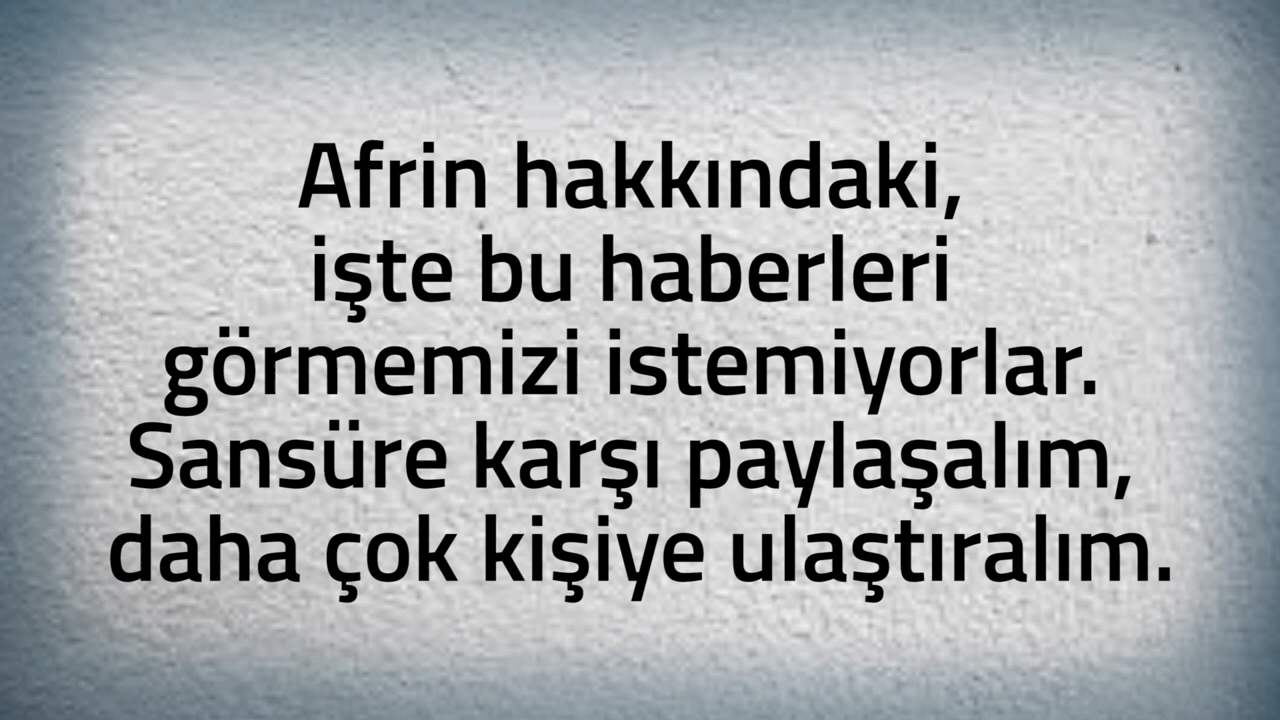 Afrin hakkındaki,
işte bu haberleri
görmemizi istemiyorlar.
Sansüre karşı paylaşalım,
daha çok kişiye ulaştıralım.